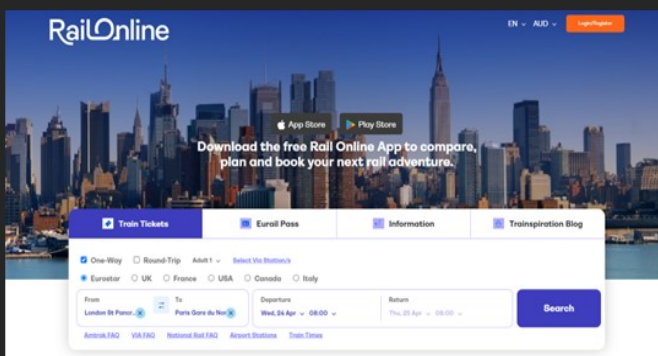 RailOnline
EN AUD Login/Register
App Store Play Store
Download the free Rail Online App to compare,
plan and book your next rail adventure.
Train Tickets Eurail Pass Information Trainspiration Blog
One-Way Round-Trip Adult 1 Select Via Station/s
Eurostar UK France USA Canada Italy
From To Departure Return
London St Pancr.. Paris Gare du Nor Wed, 24 Apr 08:00 Thu, 25 Apr 08:00
Search
Amtrak FAQ VIA FAQ National Rail FAQ Airport Stations Train Times